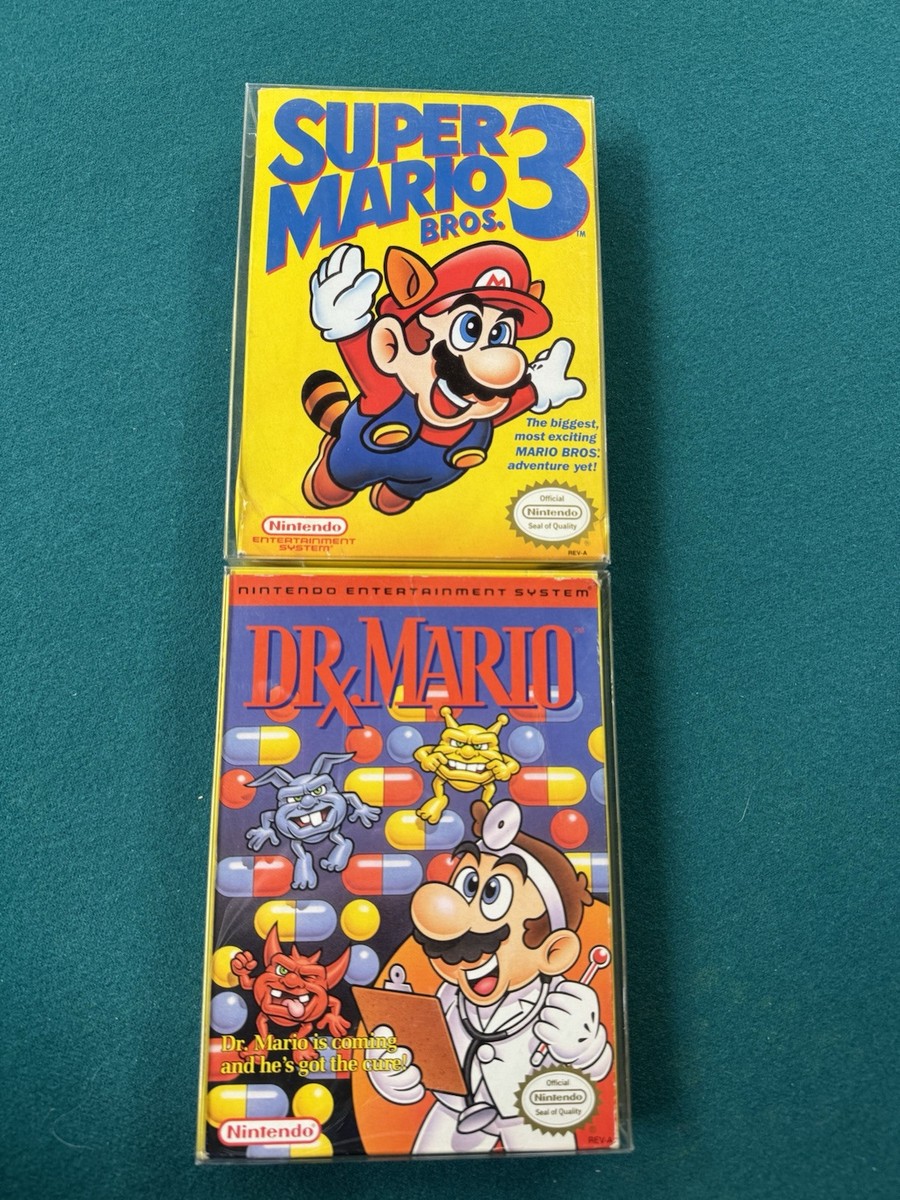 SUPER
MARIO 3
BROS.
TM
M
The biggest,
most exciting
MARIO BROS.
adventure yet!
Official
Nintendo
Seal of Quality
Nintendo
ENTERTAINMENT
SYSTEM
REV-A
NINTENDO ENTERTAINMENT SYSTEM
DR. MARIO
Dr. Mario is coming
and he's got the cure!
Official
Nintendo
Seal of Quality
Nintendo
REV-A